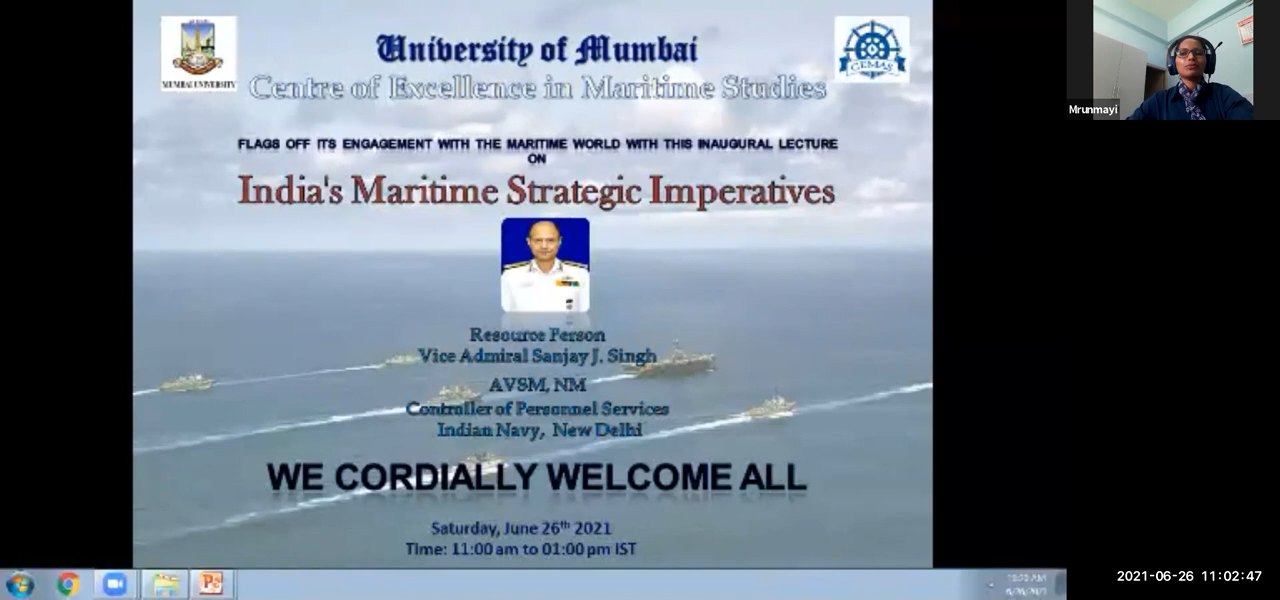 University of Mumbai
Centre of Excellence in Maritime Studies
MUMBAI UNIVERSITY
CEMAS
FLAGS OFF ITS ENGAGEMENT WITH THE MARITIME WORLD WITH THIS INAUGURAL LECTURE
ON
India's Maritime Strategic Imperatives
Resource Person
Vice Admiral Sanjay J. Singh
AVSM, NM
Controller of Personnel Services
Indian Navy, New Delhi
WE CORDIALLY WELCOME ALL
Saturday, June 26th 2021
Time: 11:00 am to 01:00 pm IST
Mrunmayi
2021-06-26 11:02:47